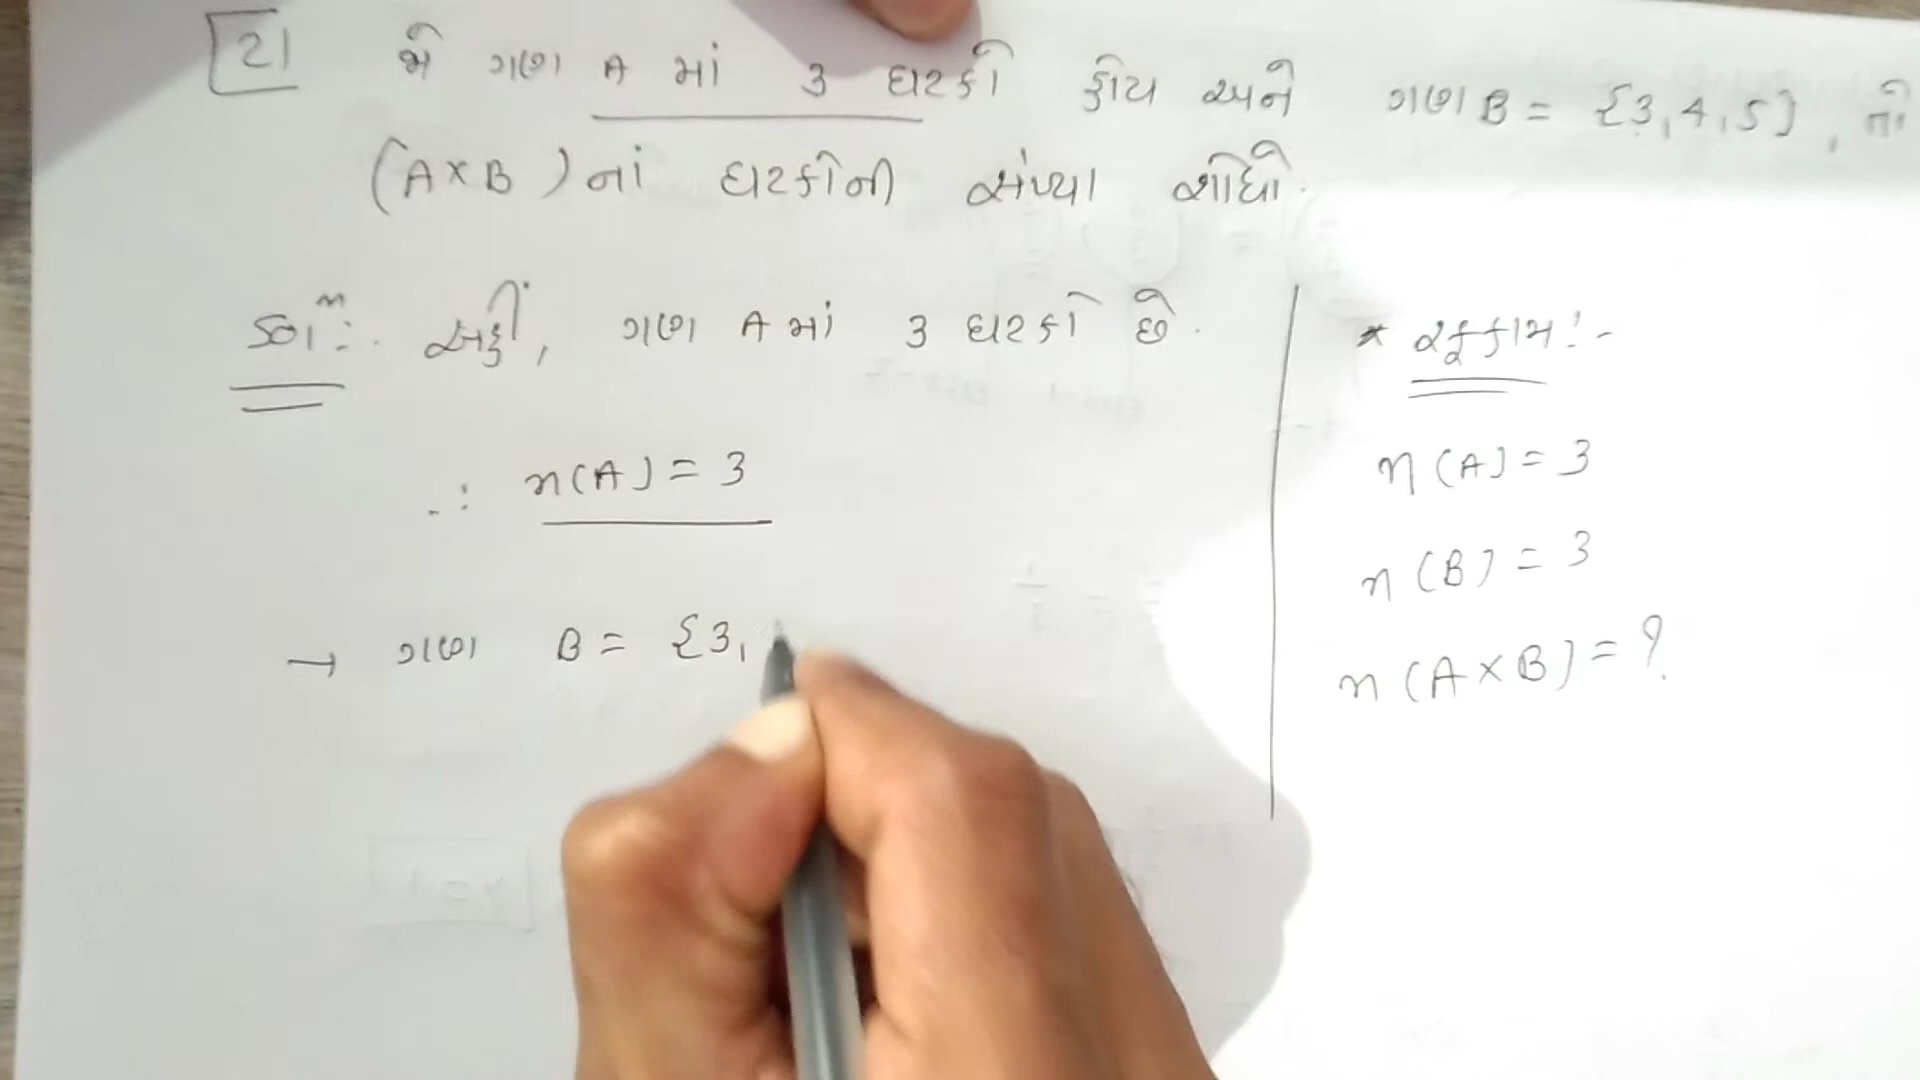 21 જો ગણ A માં 3 ઘટકો હોય અને ગણ B = {3, 4, 5}, તો
(A×B) નાં ઘટકોની સંખ્યા શોધો.
અહીં, ગણ A માં 3 ઘટકો છે.
∴ n(A) = 3
→ ગણ B = {3,
* રફકામ :-
n(A) = 3
n(B) = 3
n(A×B) = ?